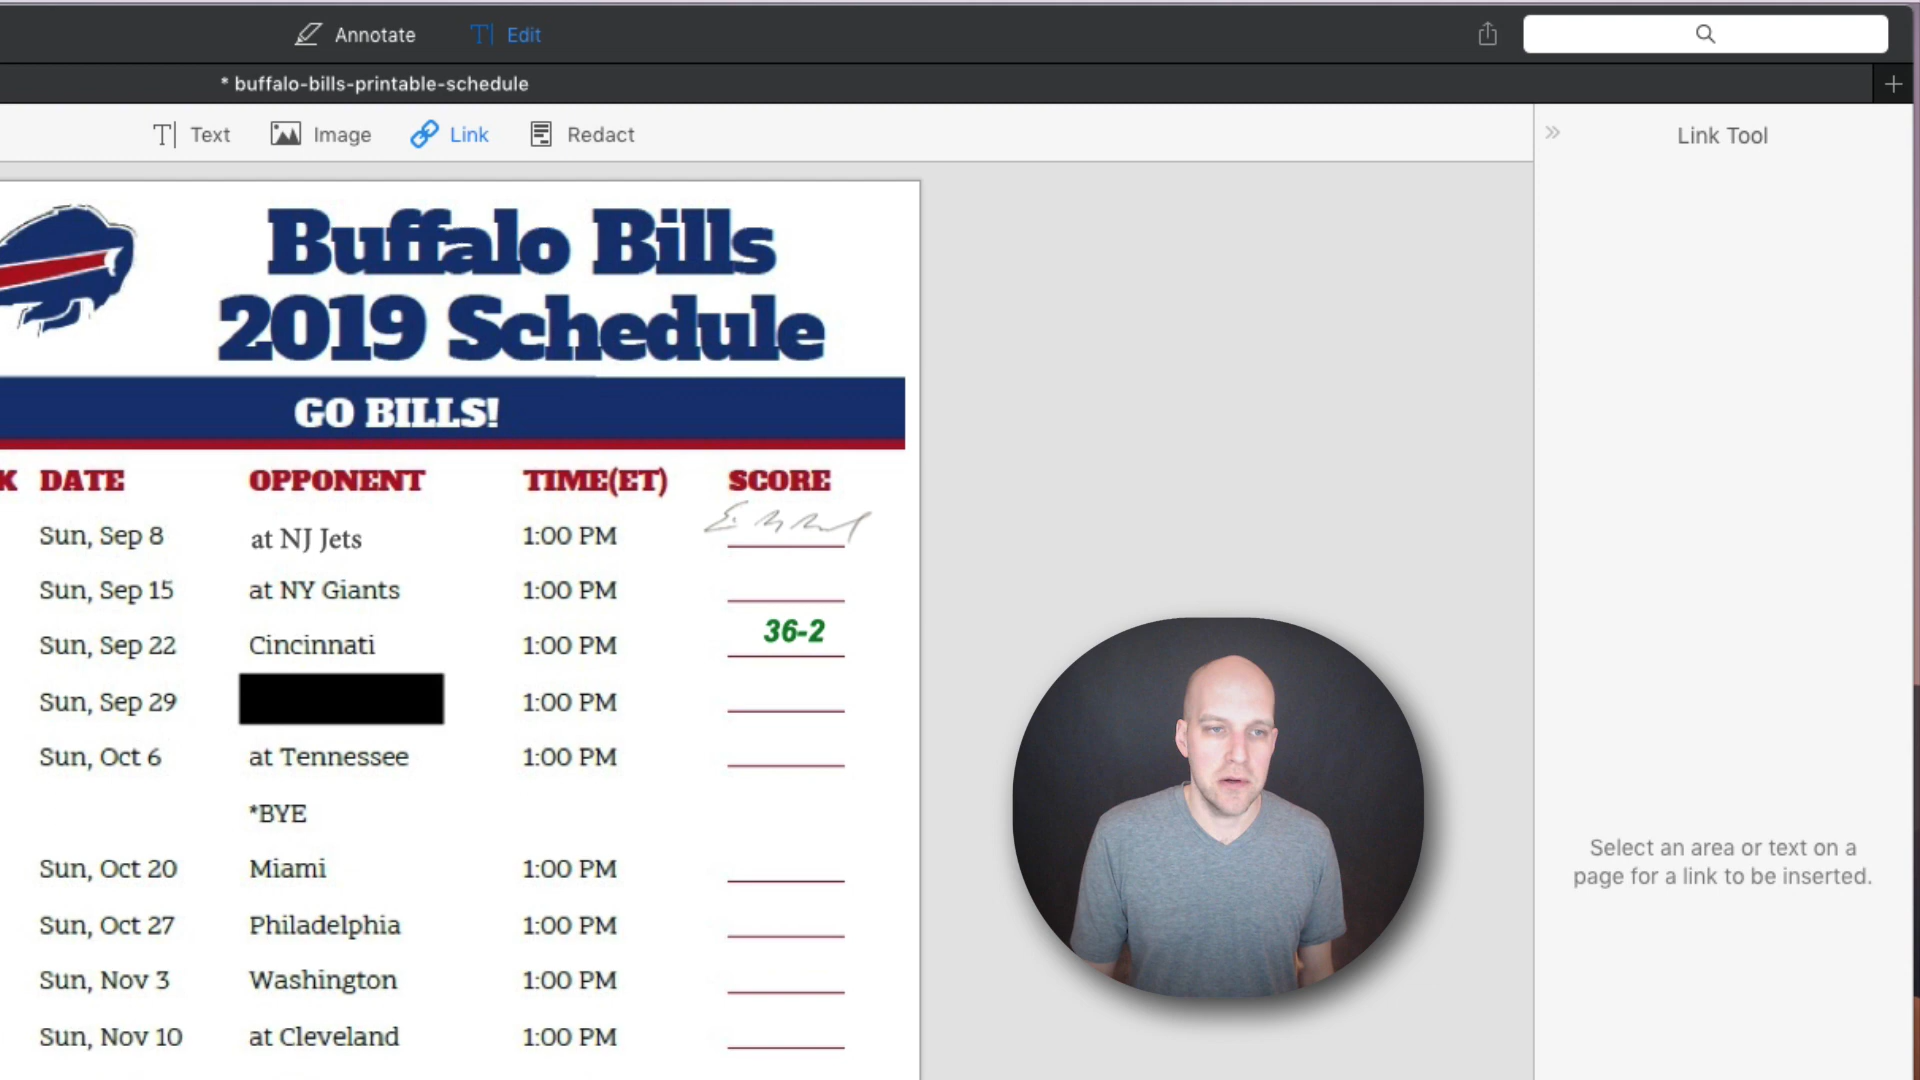 Annotate Edit
* buffalo-bills-printable-schedule
Text Image Link Redact
Link Tool
Buffalo Bills
2019 Schedule
GO BILLS!
K DATE OPPONENT TIME(ET) SCORE
Sun, Sep 8 at NJ Jets 1:00 PM
Sun, Sep 15 at NY Giants 1:00 PM
Sun, Sep 22 Cincinnati 1:00 PM 36-2
Sun, Sep 29 1:00 PM
Sun, Oct 6 at Tennessee 1:00 PM
*BYE
Sun, Oct 20 Miami 1:00 PM
Sun, Oct 27 Philadelphia 1:00 PM
Sun, Nov 3 Washington 1:00 PM
Sun, Nov 10 at Cleveland 1:00 PM
Select an area or text on a
page for a link to be inserted.